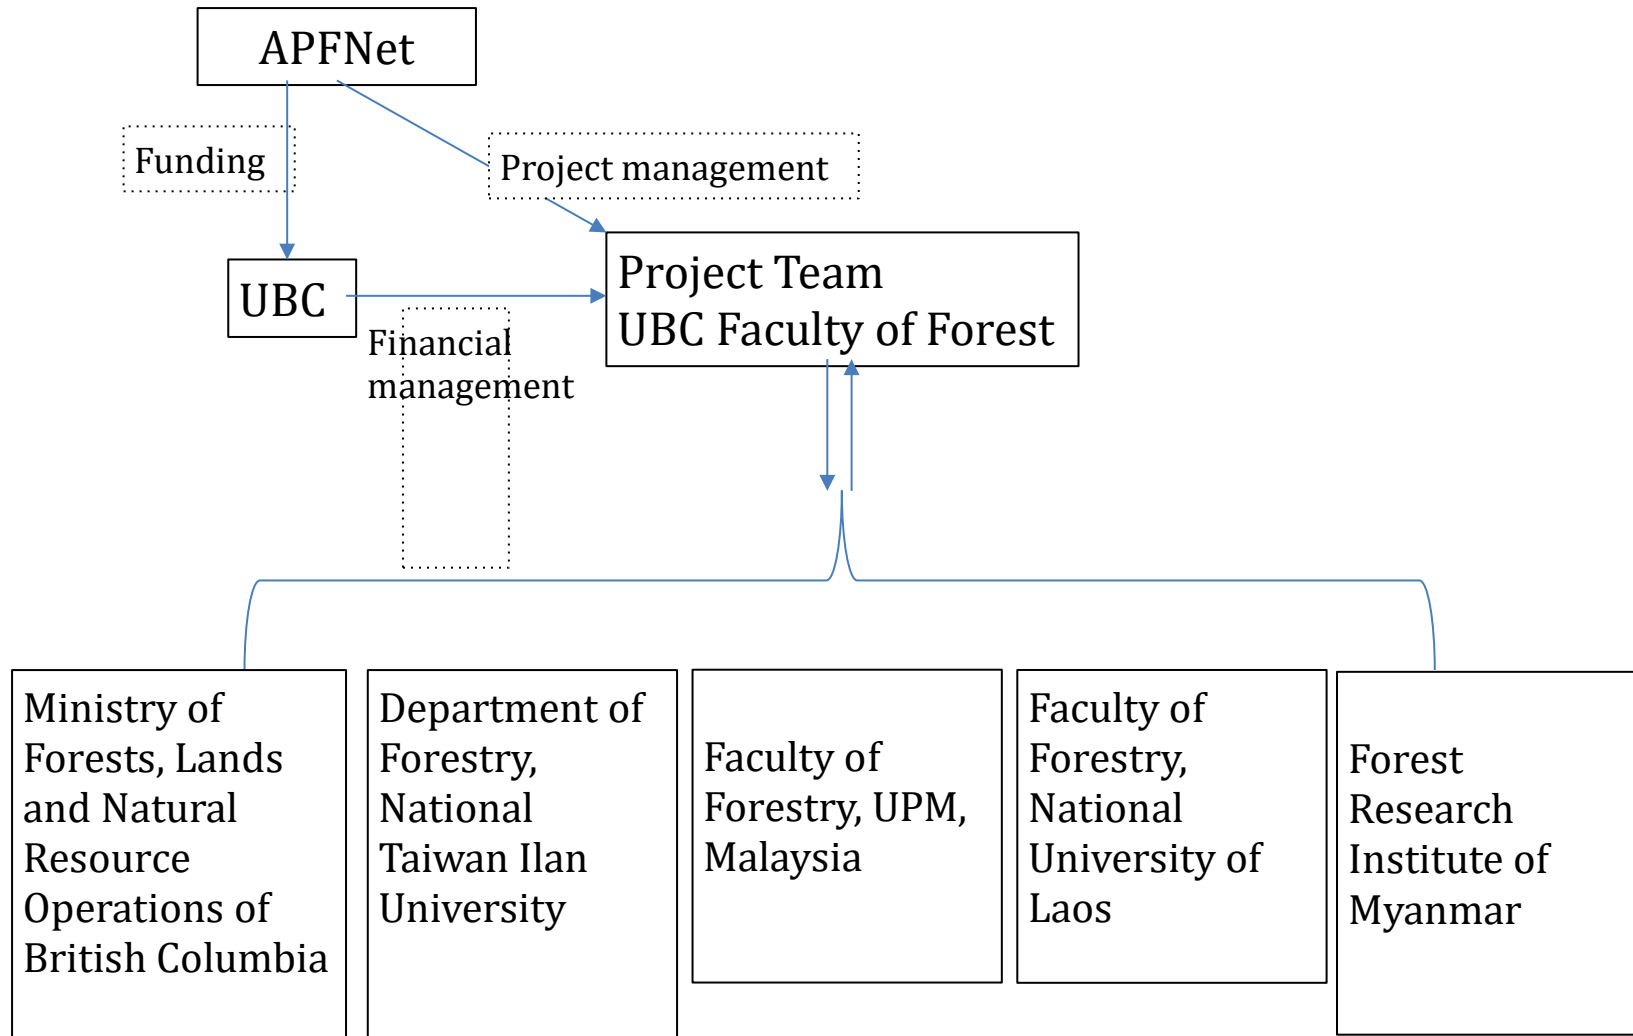 APFNet
Funding
Project management
UBC
Project Team
UBC Faculty of Forest
Financial
management
Ministry of
Forests, Lands
and Natural
Resource
Operations of
British Columbia
Department of
Forestry,
National
Taiwan Ilan
University
Faculty of
Forestry, UPM,
Malaysia
Faculty of
Forestry,
National
University of
Laos
Forest
Research
Institute of
Myanmar